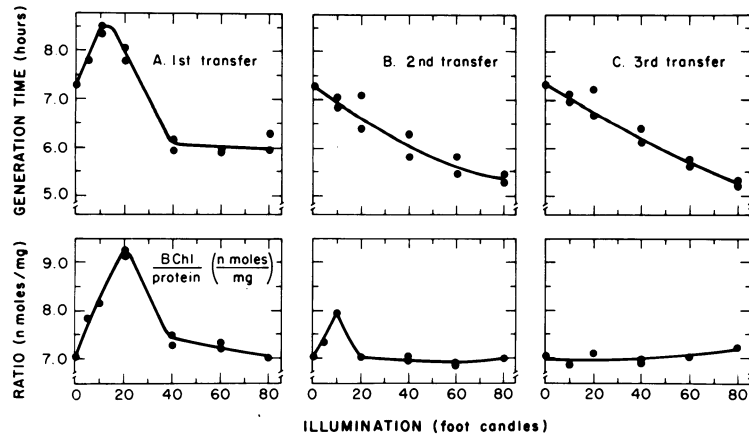 GENERATION TIME (hours)
8.0
7.0
6.0
5.0
A. 1st transfer
B. 2nd transfer
C. 3rd transfer
RATIO (n moles/mg)
9.0
8.0
7.0
BChl / protein (n moles / mg)
0 20 40 60 80 0 20 40 60 80 0 20 40 60 80
ILLUMINATION (foot candles)